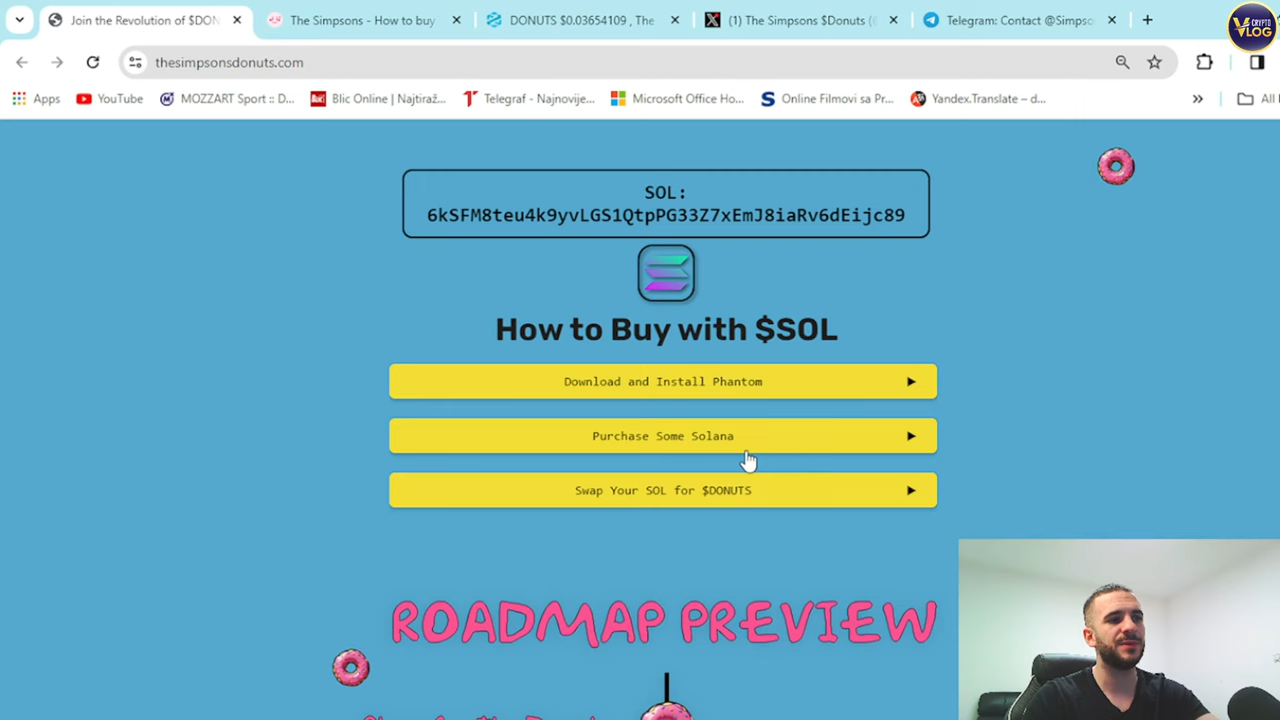 Join the Revolution of $DON
The Simpsons - How to buy
DONUTS $0.03654109 , The
(1) The Simpsons $Donuts (
Telegram: Contact @Simpso
CRYPTO
VLOG
thesimpsonsdonuts.com
Apps
YouTube
MOZZART Sport :: D...
Blic Online | Najtiraž...
Telegraf - Najnovije...
Microsoft Office Ho...
Online Filmovi sa Pr...
Yandex.Translate – d...
All
SOL:
6kSFM8teu4k9yvLGS1QtpPG33Z7xEmJ8iaRv6dEijc89
How to Buy with $SOL
Download and Install Phantom
Purchase Some Solana
Swap Your SOL for $DONUTS
ROADMAP PREVIEW